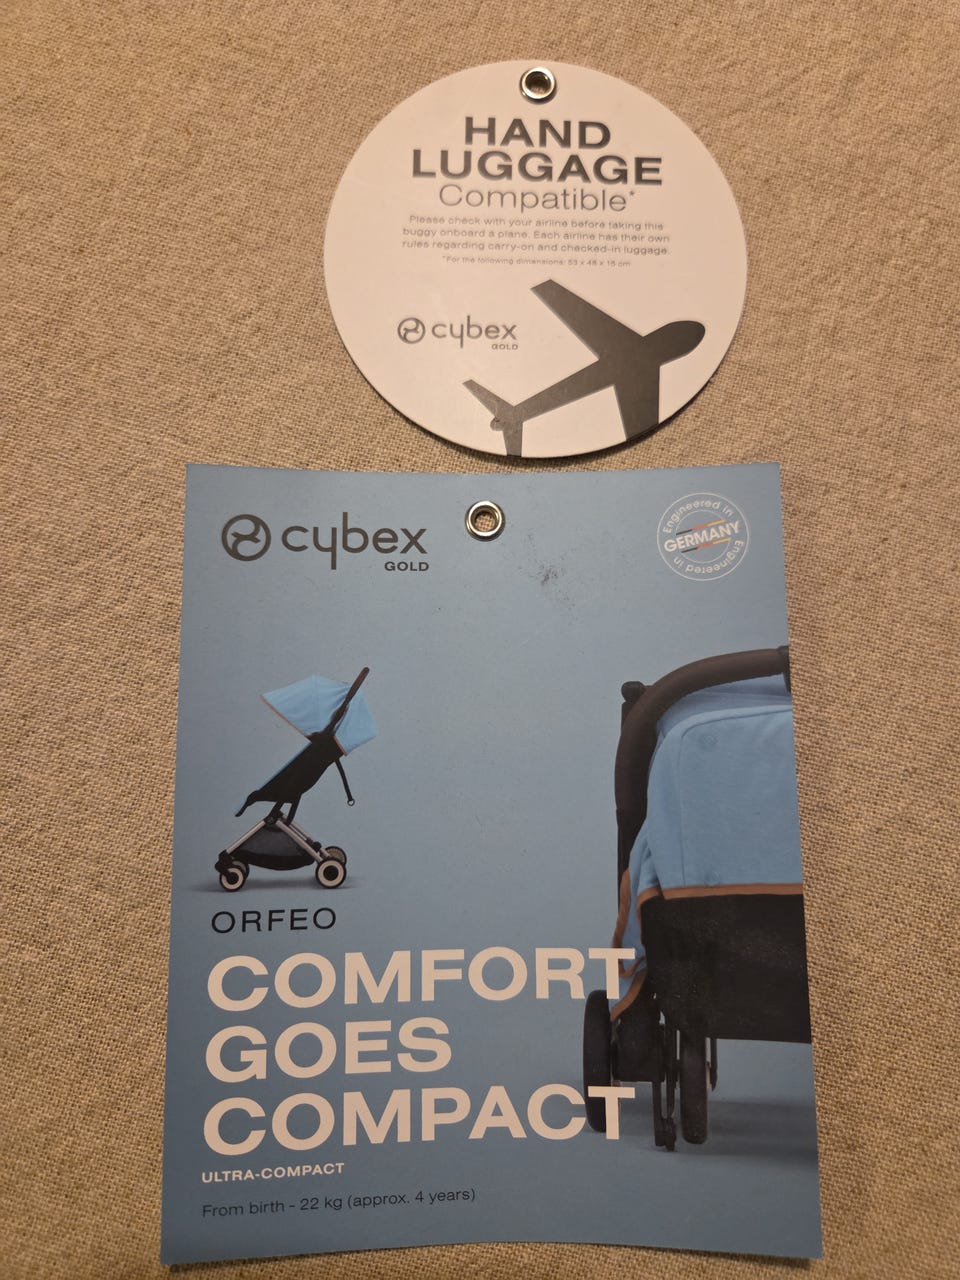 HAND
LUGGAGE
Compatible*
Please check with your airline before taking this
buggy onboard a plane. Each airline has their own
rules regarding carry-on and checked-in luggage.
*For the following dimensions: 53 x 48 x 18 cm
cybex
GOLD
cybex
GOLD
Engineered in
GERMANY
Engineered in
ORFEO
COMFORT
GOES
COMPACT
ULTRA-COMPACT
From birth - 22 kg (approx. 4 years)